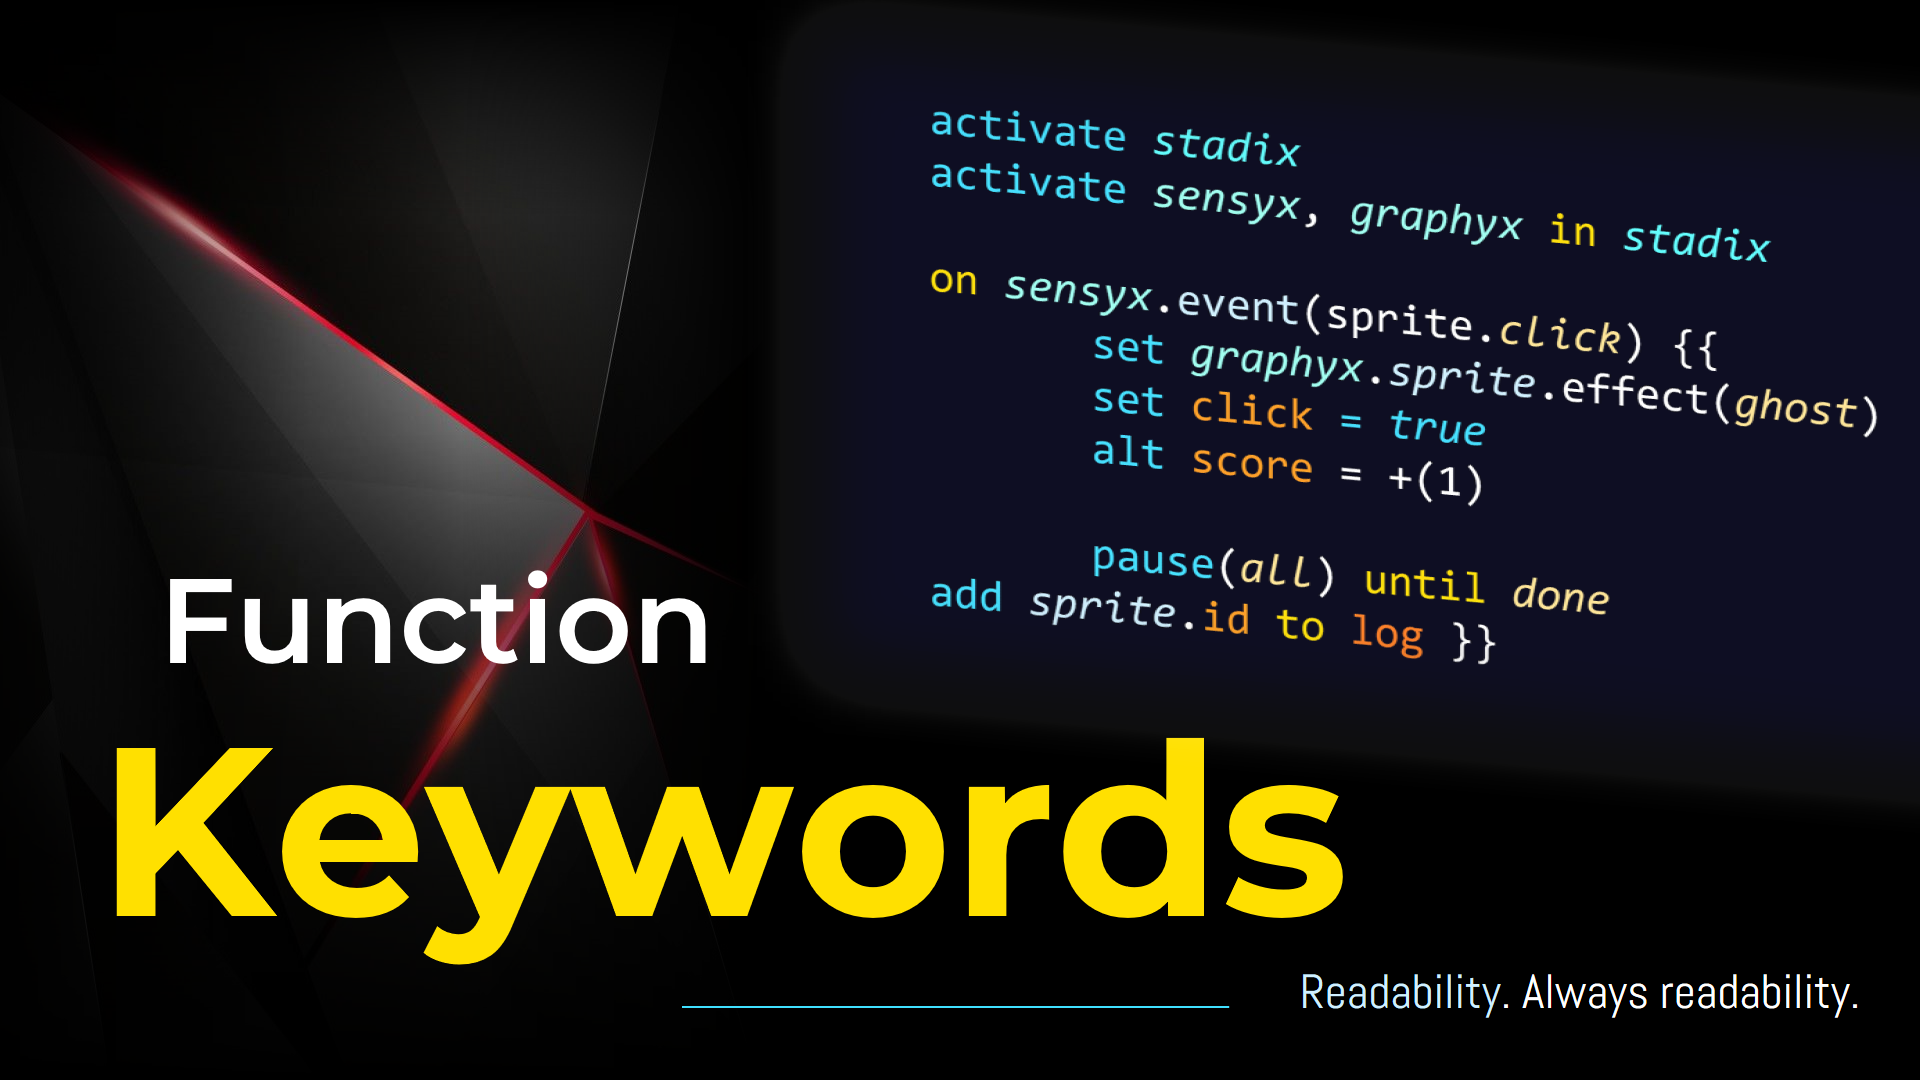 activate stadix
activate sensyx, graphyx in stadix
on sensyx.event(sprite.click) {{
set graphyx.sprite.effect(ghost)
set click = true
alt score = +(1)
pause(all) until done
add sprite.id to log }}
Function
Keywords
Readability. Always readability.